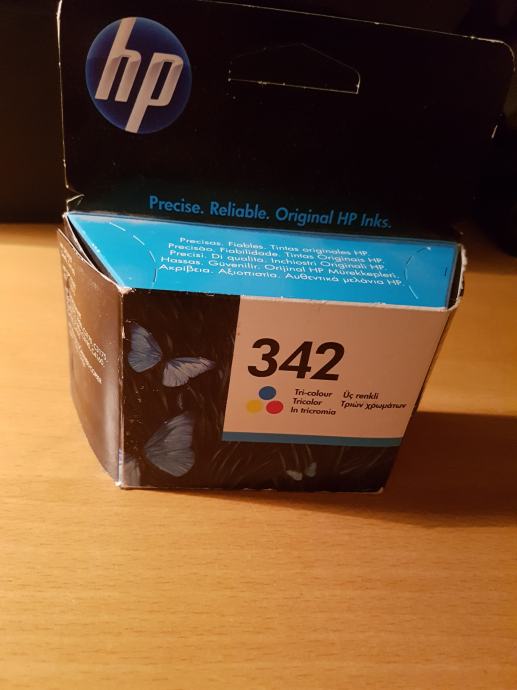 hp
Precise. Reliable. Original HP Inks.
Precisas. Fiables. Tintas originales HP.
Precisão. Fiabilidade. Tintas Originais HP.
Precisi. Di qualità. Inchiostri Originali HP.
Hassas. Güvenilir. Orijinal HP Mürekkepleri.
Ακρίβεια. Αξιοπιστία. Αυθεντικά μελάνια HP.
342
Tri-colour Üç renkli
Tricolor Τριών χρωμάτων
In tricromia